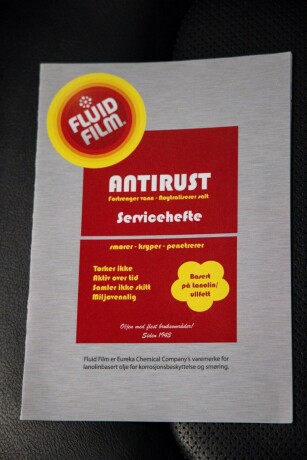 FLUID
FILM
ANTIRUST
Fortrenger vann - Nøytraliserer salt
Servicehefte
smører - kryper - penetrerer
Tørker ikke
Aktiv over tid
Samler ikke skitt
Miljøvennlig
Basert
på Lanolin/
ullfett
Oljen med flest bruksområder!
Siden 1943
Fluid Film er Eureka Chemical Company's varemerke for
lanolinbasert olje for korrosjonsbeskyttelse og smøring.